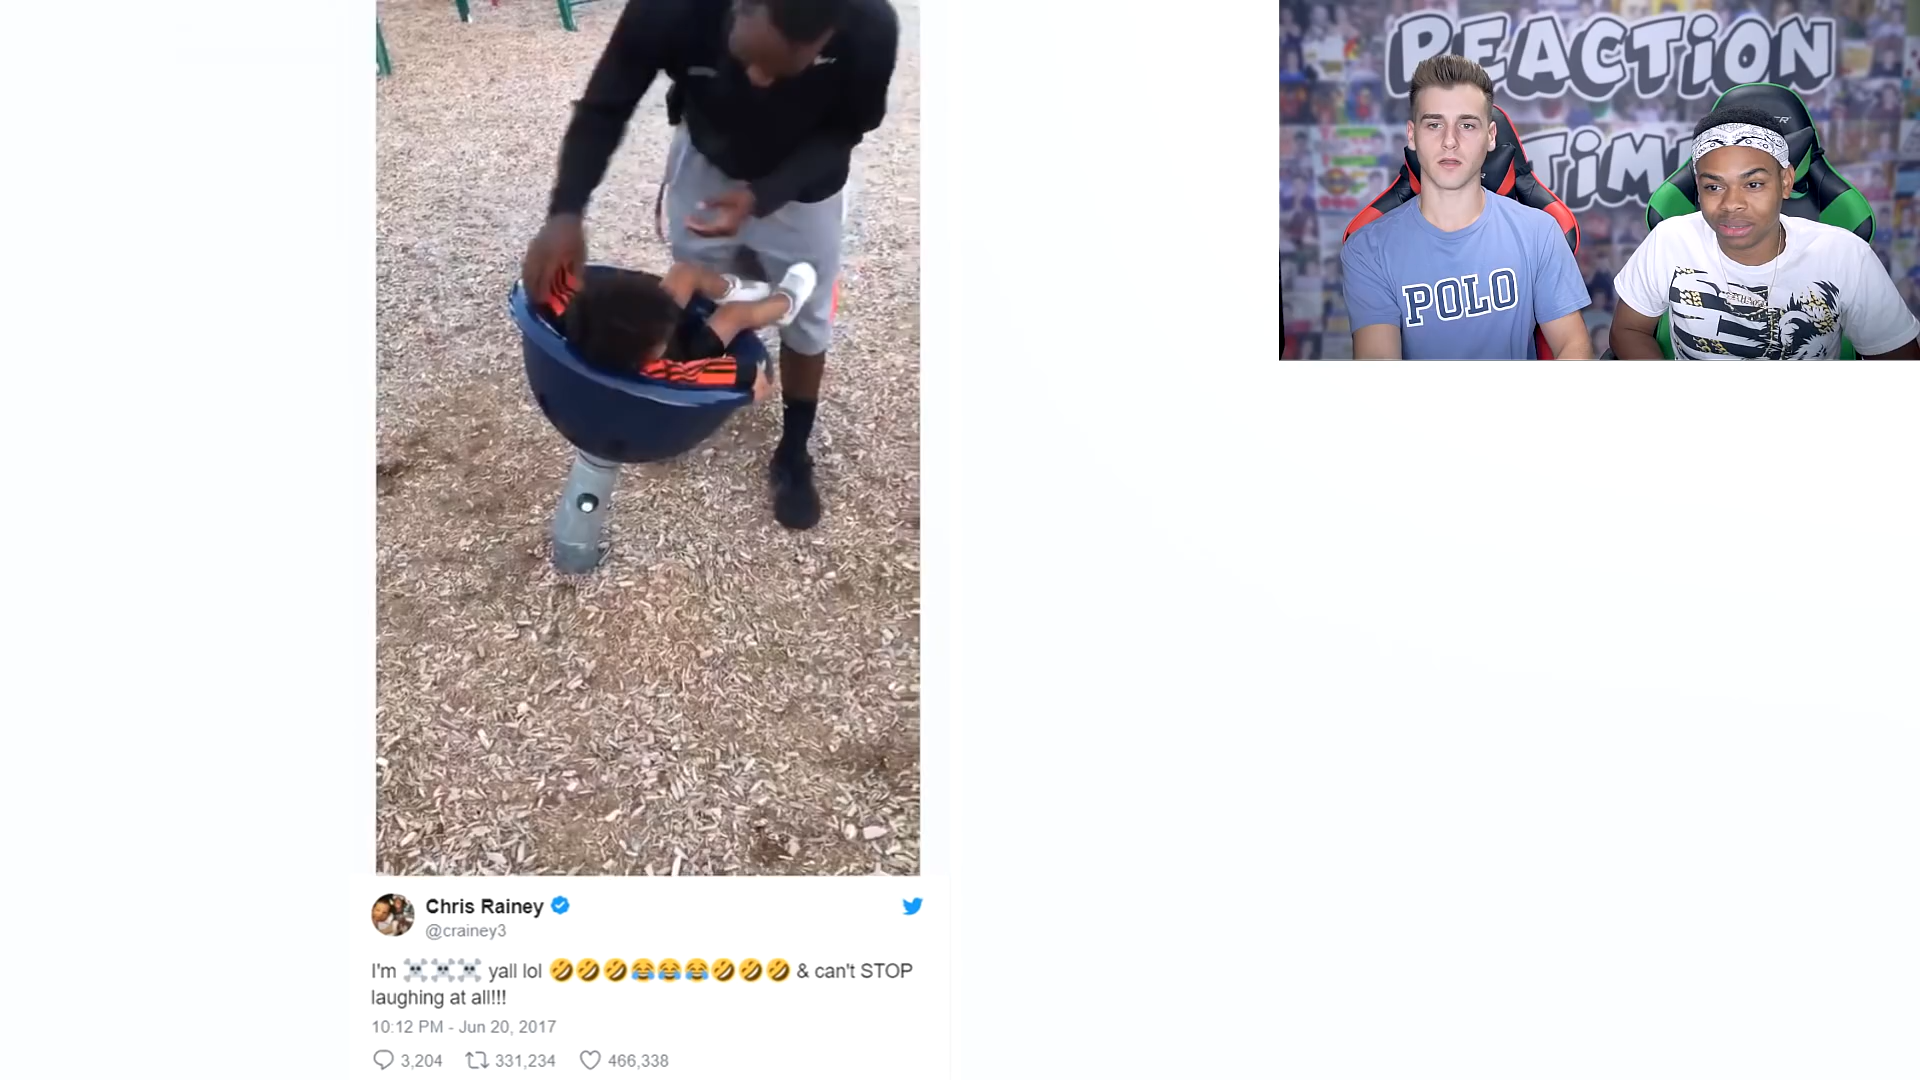 REACTION
TiM
POLO
Chris Rainey
@crainey3
I'm ☠☠☠ yall lol 🤣🤣🤣😂😂😂🤣🤣🤣 & can't STOP
laughing at all!!!
10:12 PM - Jun 20, 2017
3,204 331,234 466,338